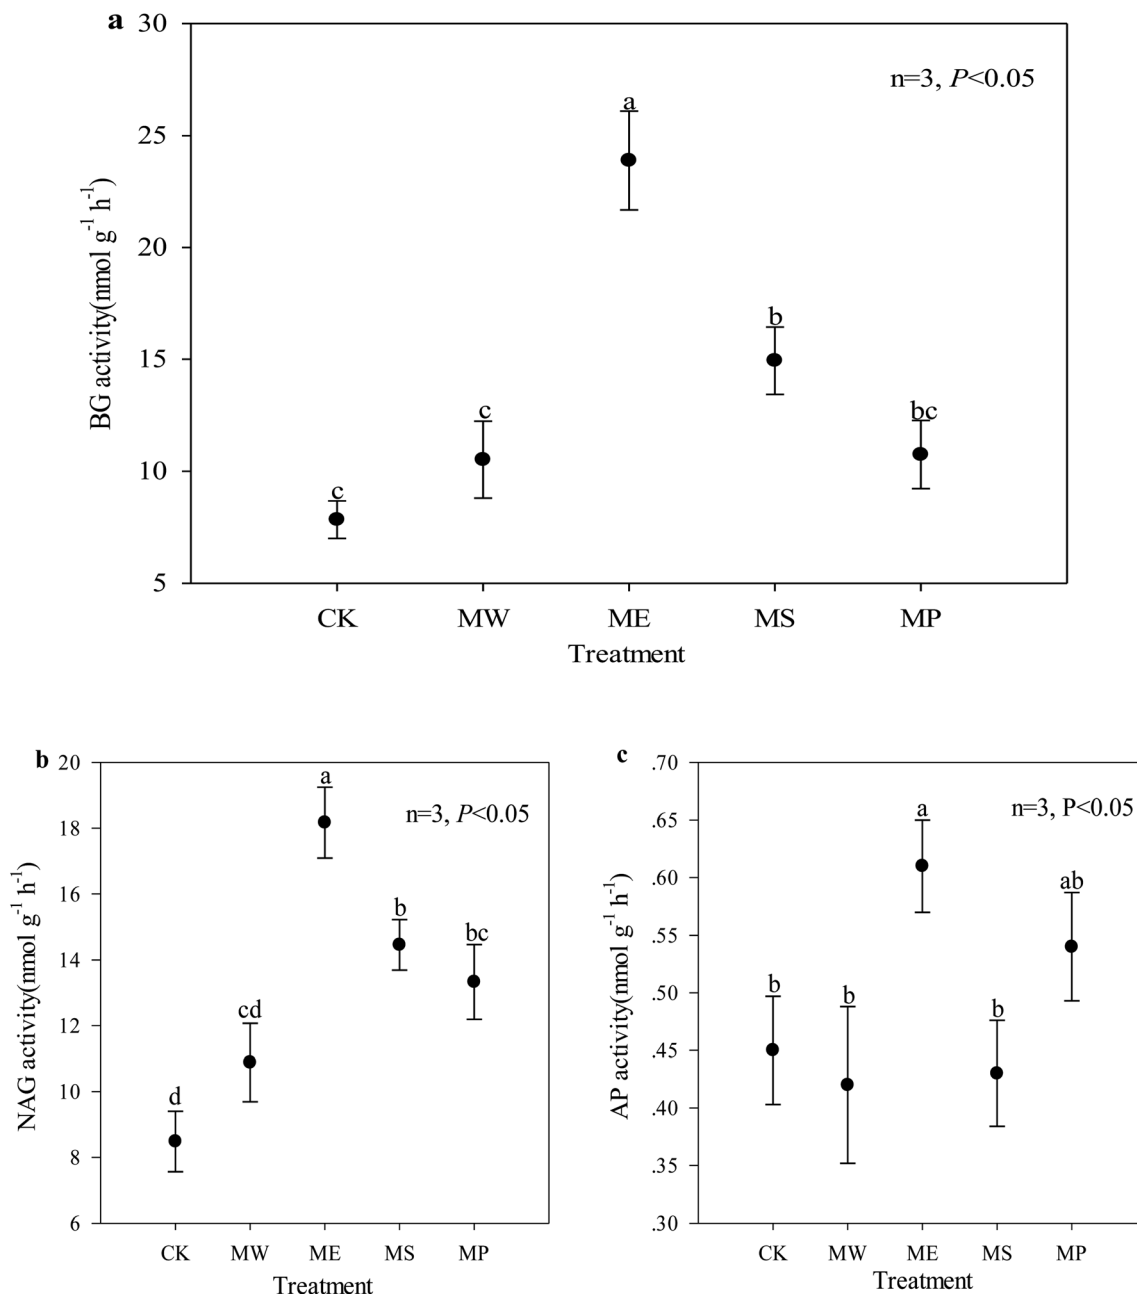 a
30
25
20
15
10
5
BG activity(nmol g⁻¹ h⁻¹)
n=3, P<0.05
c
c
a
b
bc
CK MW ME MS MP
Treatment
b
20
18
16
14
12
10
8
6
NAG activity(nmol g⁻¹ h⁻¹)
n=3, P<0.05
d
cd
a
b
bc
CK MW ME MS MP
Treatment
c
.70
.65
.60
.55
.50
.45
.40
.35
.30
AP activity(nmol g⁻¹ h⁻¹)
n=3, P<0.05
b
b
a
b
ab
CK MW ME MS MP
Treatment